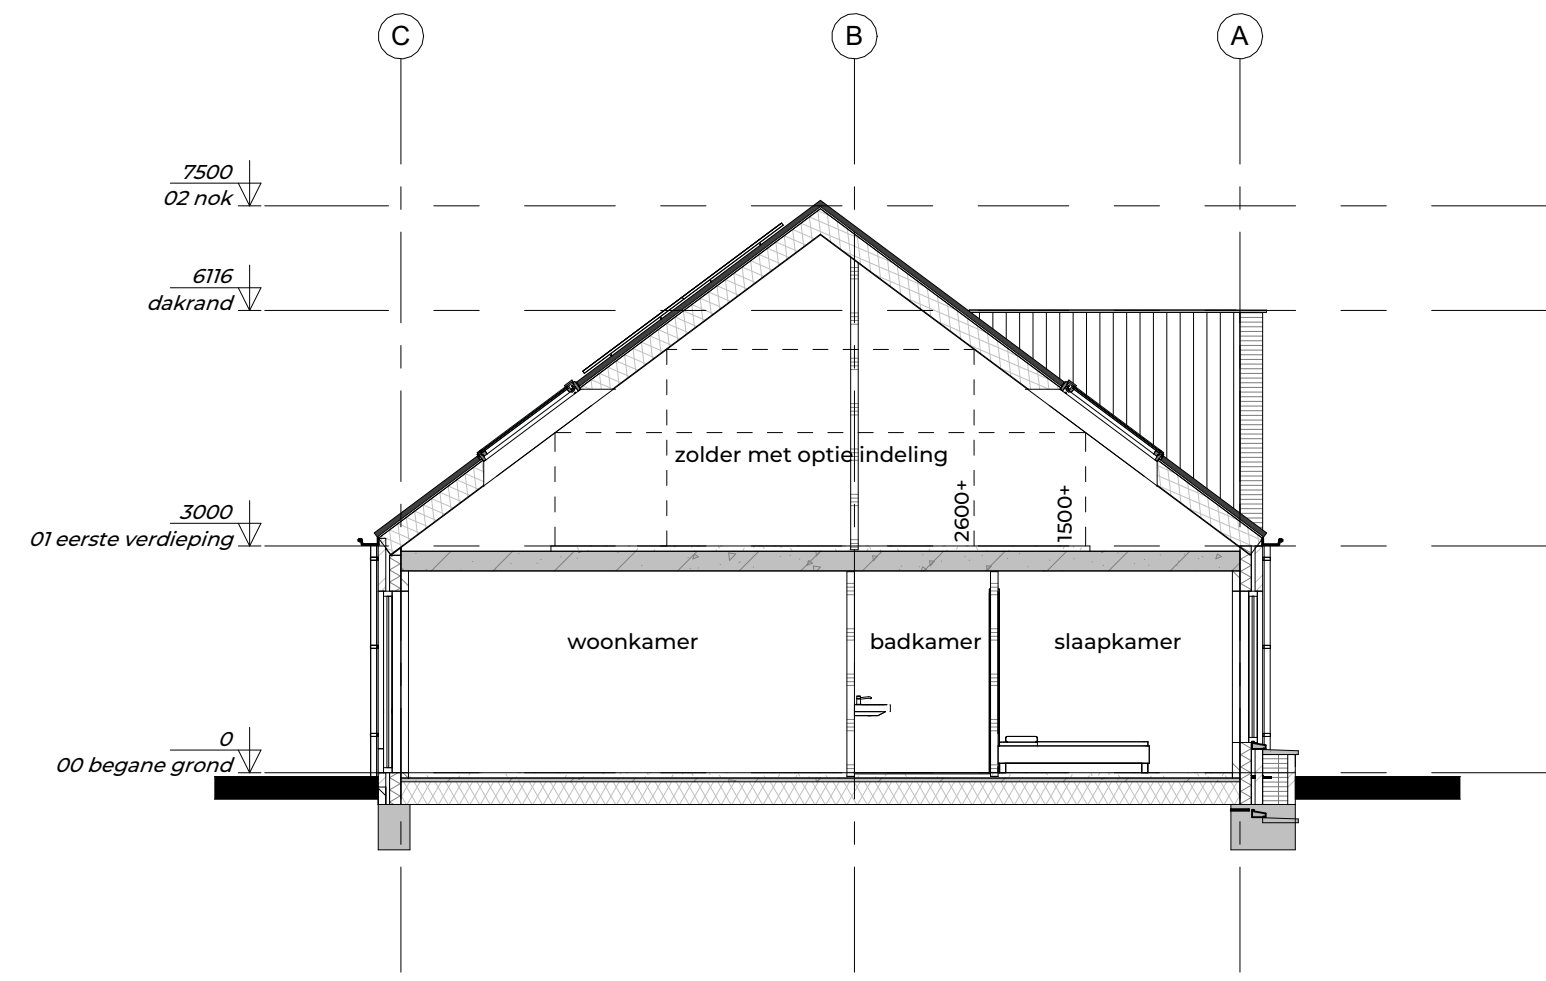 C
B
A
7500
02 nok
6116
dakrand
zolder met optie indeling
2600+
1500+
3000
01 eerste verdieping
woonkamer
badkamer
slaapkamer
0
00 begane grond